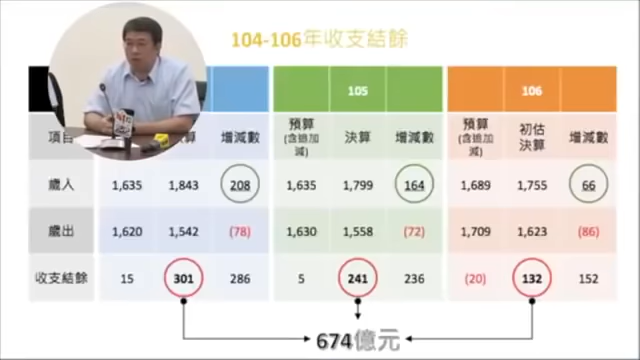 104-106年收支結餘
105 106
項目 算 增減數 預算(含追加減) 決算 增減數 預算(含追加減) 初估決算 增減數
歲入 1,635 1,843 208 1,635 1,799 164 1,689 1,755 66
歲出 1,620 1,542 (78) 1,630 1,558 (72) 1,709 1,623 (86)
收支結餘 15 301 286 5 241 236 (20) 132 152
674億元